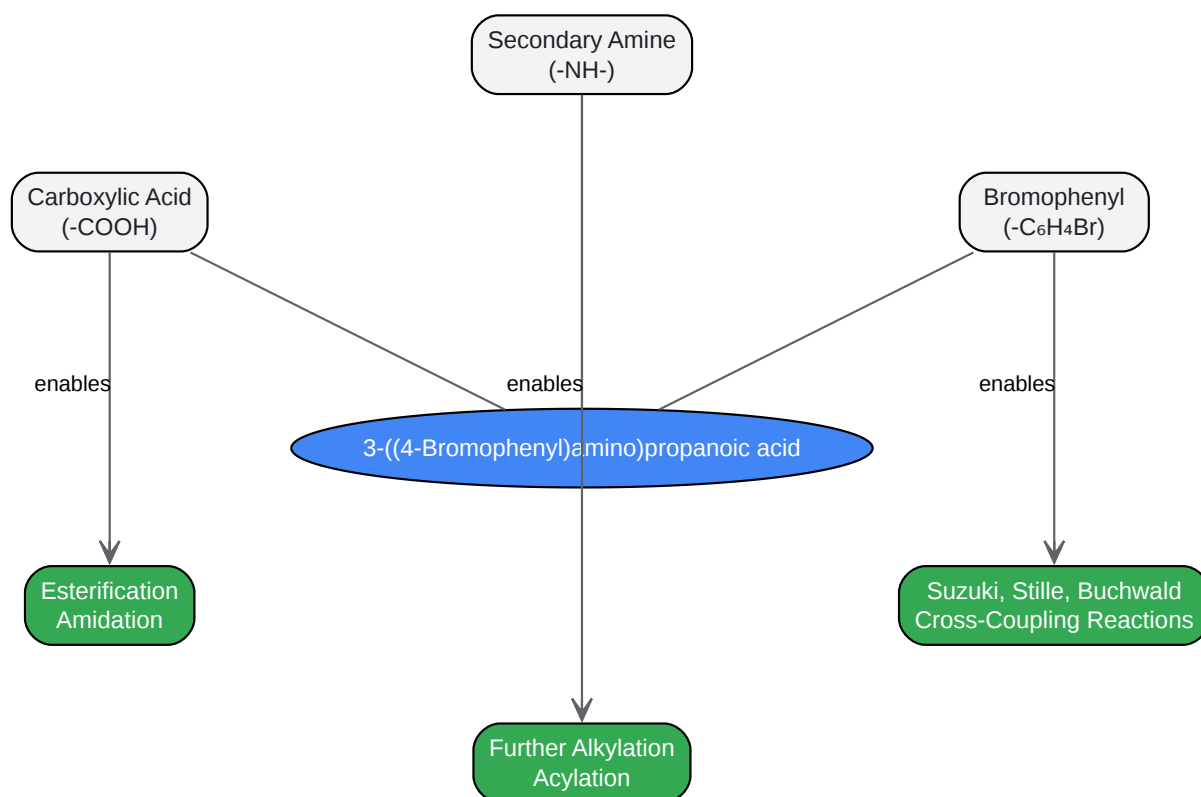 Secondary Amine
(-NH-)
Carboxylic Acid
(-COOH)
Bromophenyl
(-C₆H₄Br)
enables
enables
enables
3-((4-Bromophenyl)amino)propanoic acid
Esterification
Amidation
Suzuki, Stille, Buchwald
Cross-Coupling Reactions
Further Alkylation
Acylation